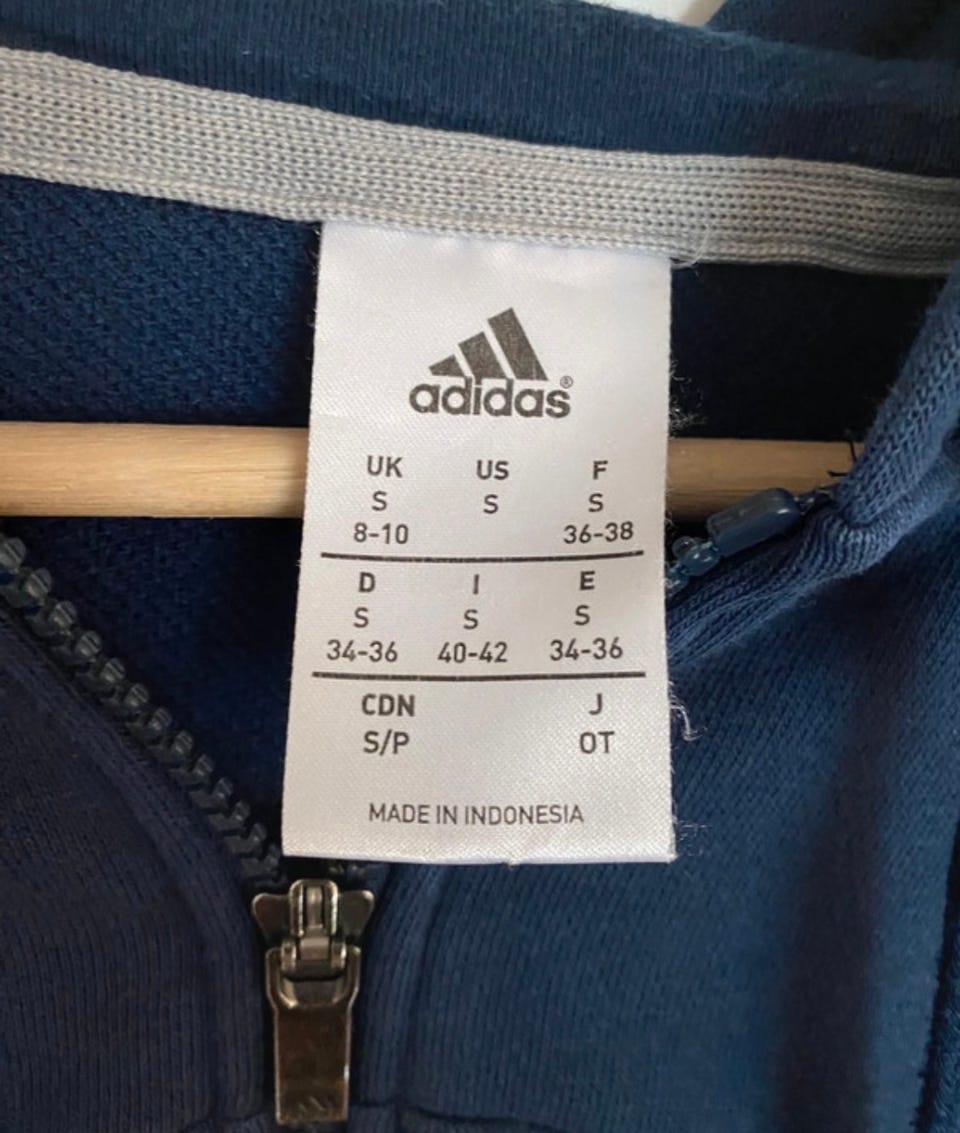 adidas®
UK US F
S S S
8-10 36-38
D I E
S S S
34-36 40-42 34-36
CDN J
S/P OT
MADE IN INDONESIA